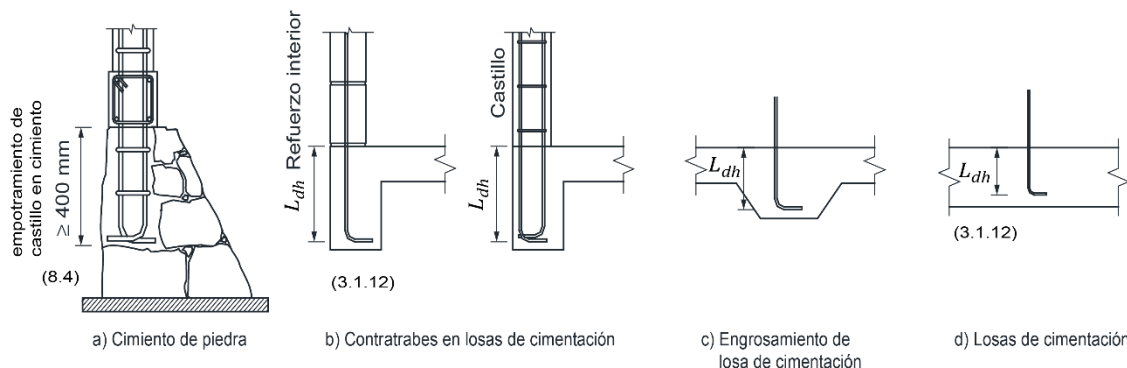 empotramiento de
castillo en cimiento
≥ 400 mm
(8.4)
a) Cimiento de piedra
Refuerzo interior
L_dh
Castillo
L_dh
(3.1.12)
b) Contratrabes en losas de cimentación
L_dh
c) Engrosamiento de
losa de cimentación
L_dh
(3.1.12)
d) Losas de cimentación